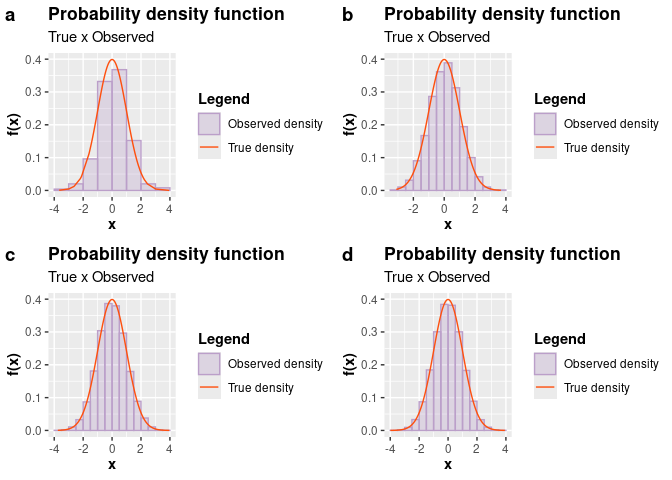 a
Probability density function
True x Observed
0.4
0.3
0.2
0.1
0.0
f(x)
-4 -2 0 2 4
x
Legend
Observed density
True density
b
Probability density function
True x Observed
0.4
0.3
0.2
0.1
0.0
f(x)
-2 0 2 4
x
Legend
Observed density
True density
c
Probability density function
True x Observed
0.4
0.3
0.2
0.1
0.0
f(x)
-4 -2 0 2 4
x
Legend
Observed density
True density
d
Probability density function
True x Observed
0.4
0.3
0.2
0.1
0.0
f(x)
-4 -2 0 2 4
x
Legend
Observed density
True density